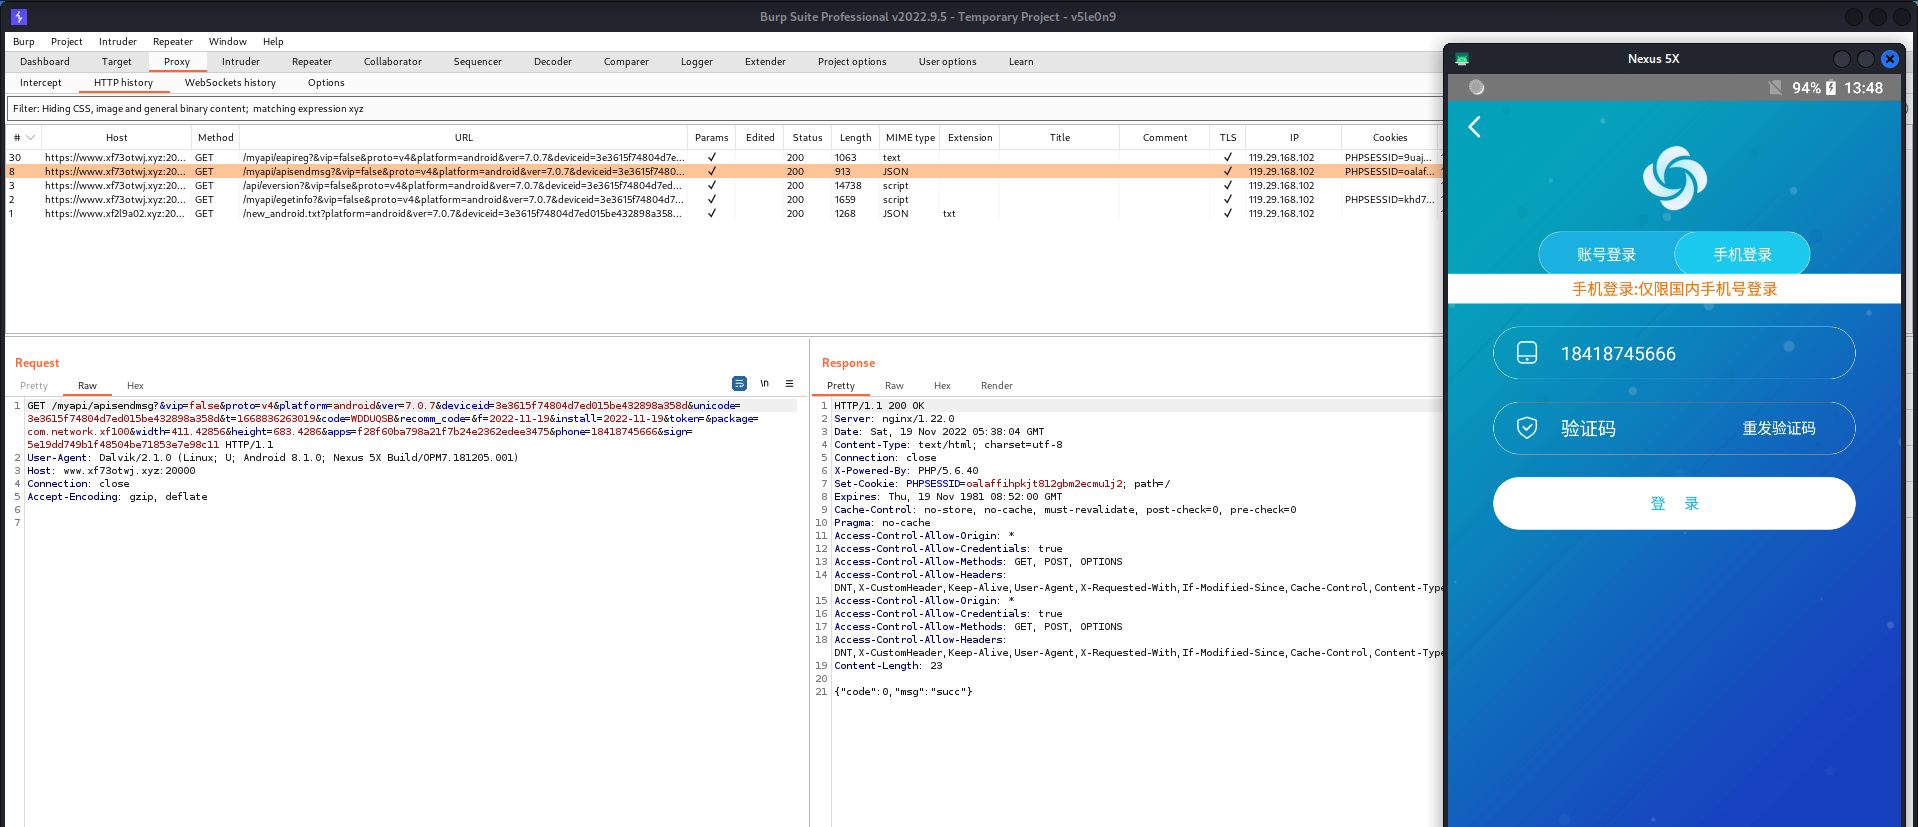 Burp Suite Professional v2022.9.5 - Temporary Project - v5le0n9
Burp Project Intruder Repeater Window Help
Dashboard Target Proxy Intruder Repeater Collaborator Sequencer Decoder Comparer Logger Extender Project options User options Learn
Intercept HTTP history WebSockets history Options
Filter: Hiding CSS, image and general binary content; matching expression xyz
# Host Method URL Params Edited Status Length MIME type Extension Title Comment TLS IP Cookies
30 https://www.xf73otwj.xyz:20... GET /myapi/eapireg?&vip=false&proto=v4&platform=android&ver=7.0.7&deviceid=3e3615f74804d7e... ✓ 200 1063 text ✓ 119.29.168.102 PHPSESSID=9uaj...
8 https://www.xf73otwj.xyz:20... GET /myapi/apisendmsg?&vip=false&proto=v4&platform=android&ver=7.0.7&deviceid=3e3615f7480... ✓ 200 913 JSON ✓ 119.29.168.102 PHPSESSID=oalaf...
3 https://www.xf73otwj.xyz:20... GET /api/eversion?&vip=false&proto=v4&platform=android&ver=7.0.7&deviceid=3e3615f74804d7ed... ✓ 200 14738 script ✓ 119.29.168.102
2 https://www.xf73otwj.xyz:20... GET /myapi/egetinfo?&vip=false&proto=v4&platform=android&ver=7.0.7&deviceid=3e3615f74804d7... ✓ 200 1659 script ✓ 119.29.168.102 PHPSESSID=khd7...
1 https://www.xf2l9a02.xyz:20... GET /new_android.txt?platform=android&ver=7.0.7&deviceid=3e3615f74804d7ed015be432898a358... ✓ 200 1268 JSON txt ✓ 119.29.168.102
Request
Pretty Raw Hex
\n
1 GET /myapi/apisendmsg?&vip=false&proto=v4&platform=android&ver=7.0.7&deviceid=3e3615f74804d7ed015be432898a358d&unicode=
3e3615f74804d7ed015be432898a358d&t=1668836263019&code=WDDUQSB&recomm_code=&f=2022-11-19&install=2022-11-19&token=&package=
com.network.xf100&width=411.42856&height=683.4286&apps=f28f60ba798a21f7b24e2362edee3475&phone=18418745666&sign=
5e19dd749b1f48504be71853e7e98c11 HTTP/1.1
2 User-Agent: Dalvik/2.1.0 (Linux; U; Android 8.1.0; Nexus 5X Build/OPM7.181205.001)
3 Host: www.xf73otwj.xyz:20000
4 Connection: close
5 Accept-Encoding: gzip, deflate
6
7
Response
Pretty Raw Hex Render
1 HTTP/1.1 200 OK
2 Server: nginx/1.22.0
3 Date: Sat, 19 Nov 2022 05:38:04 GMT
4 Content-Type: text/html; charset=utf-8
5 Connection: close
6 X-Powered-By: PHP/5.6.40
7 Set-Cookie: PHPSESSID=oalaffihpkjt812gbm2ecmu1j2; path=/
8 Expires: Thu, 19 Nov 1981 08:52:00 GMT
9 Cache-Control: no-store, no-cache, must-revalidate, post-check=0, pre-check=0
10 Pragma: no-cache
11 Access-Control-Allow-Origin: *
12 Access-Control-Allow-Credentials: true
13 Access-Control-Allow-Methods: GET, POST, OPTIONS
14 Access-Control-Allow-Headers:
DNT,X-CustomHeader,Keep-Alive,User-Agent,X-Requested-With,If-Modified-Since,Cache-Control,Content-Type
15 Access-Control-Allow-Origin: *
16 Access-Control-Allow-Credentials: true
17 Access-Control-Allow-Methods: GET, POST, OPTIONS
18 Access-Control-Allow-Headers:
DNT,X-CustomHeader,Keep-Alive,User-Agent,X-Requested-With,If-Modified-Since,Cache-Control,Content-Type
19 Content-Length: 23
20
21 {"code":0,"msg":"succ"}
Nexus 5X
94% 13:48
账号登录 手机登录
手机登录:仅限国内手机号登录
18418745666
验证码 重发验证码
登 录